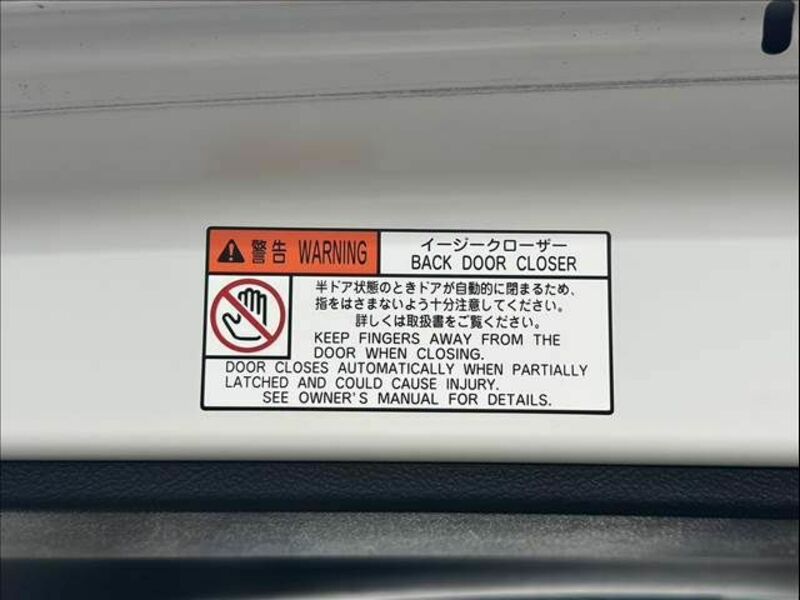 警告 WARNING
イージークローザー
BACK DOOR CLOSER
半ドア状態のときドアが自動的に閉まるため、
指をはさまないよう十分注意してください。
詳しくは取扱書をご覧ください。
KEEP FINGERS AWAY FROM THE
DOOR WHEN CLOSING.
DOOR CLOSES AUTOMATICALLY WHEN PARTIALLY
LATCHED AND COULD CAUSE INJURY.
SEE OWNER'S MANUAL FOR DETAILS.